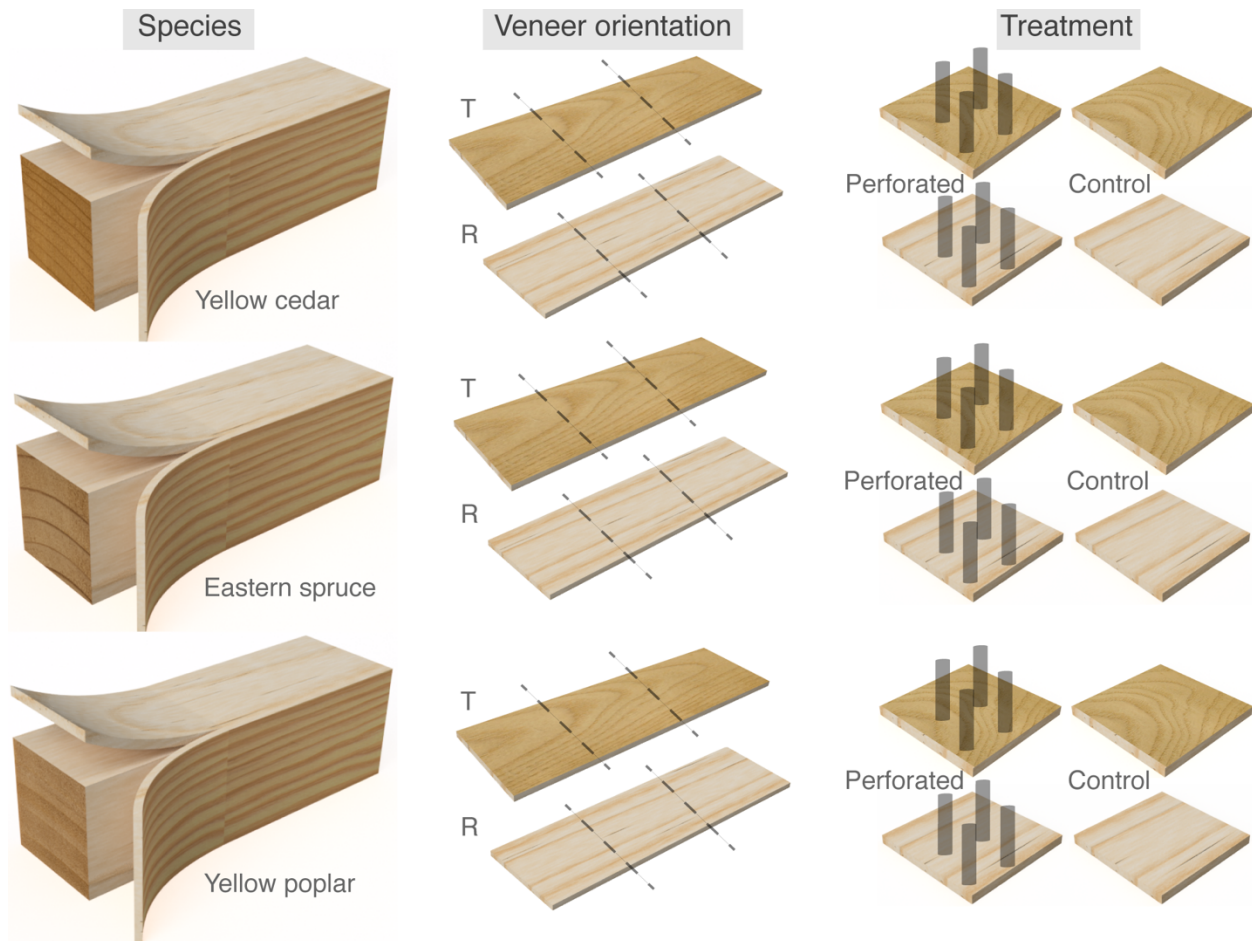 Species
Veneer orientation
Treatment
T
R
Perforated
Control
Yellow cedar
T
R
Perforated
Control
Eastern spruce
T
R
Perforated
Control
Yellow poplar